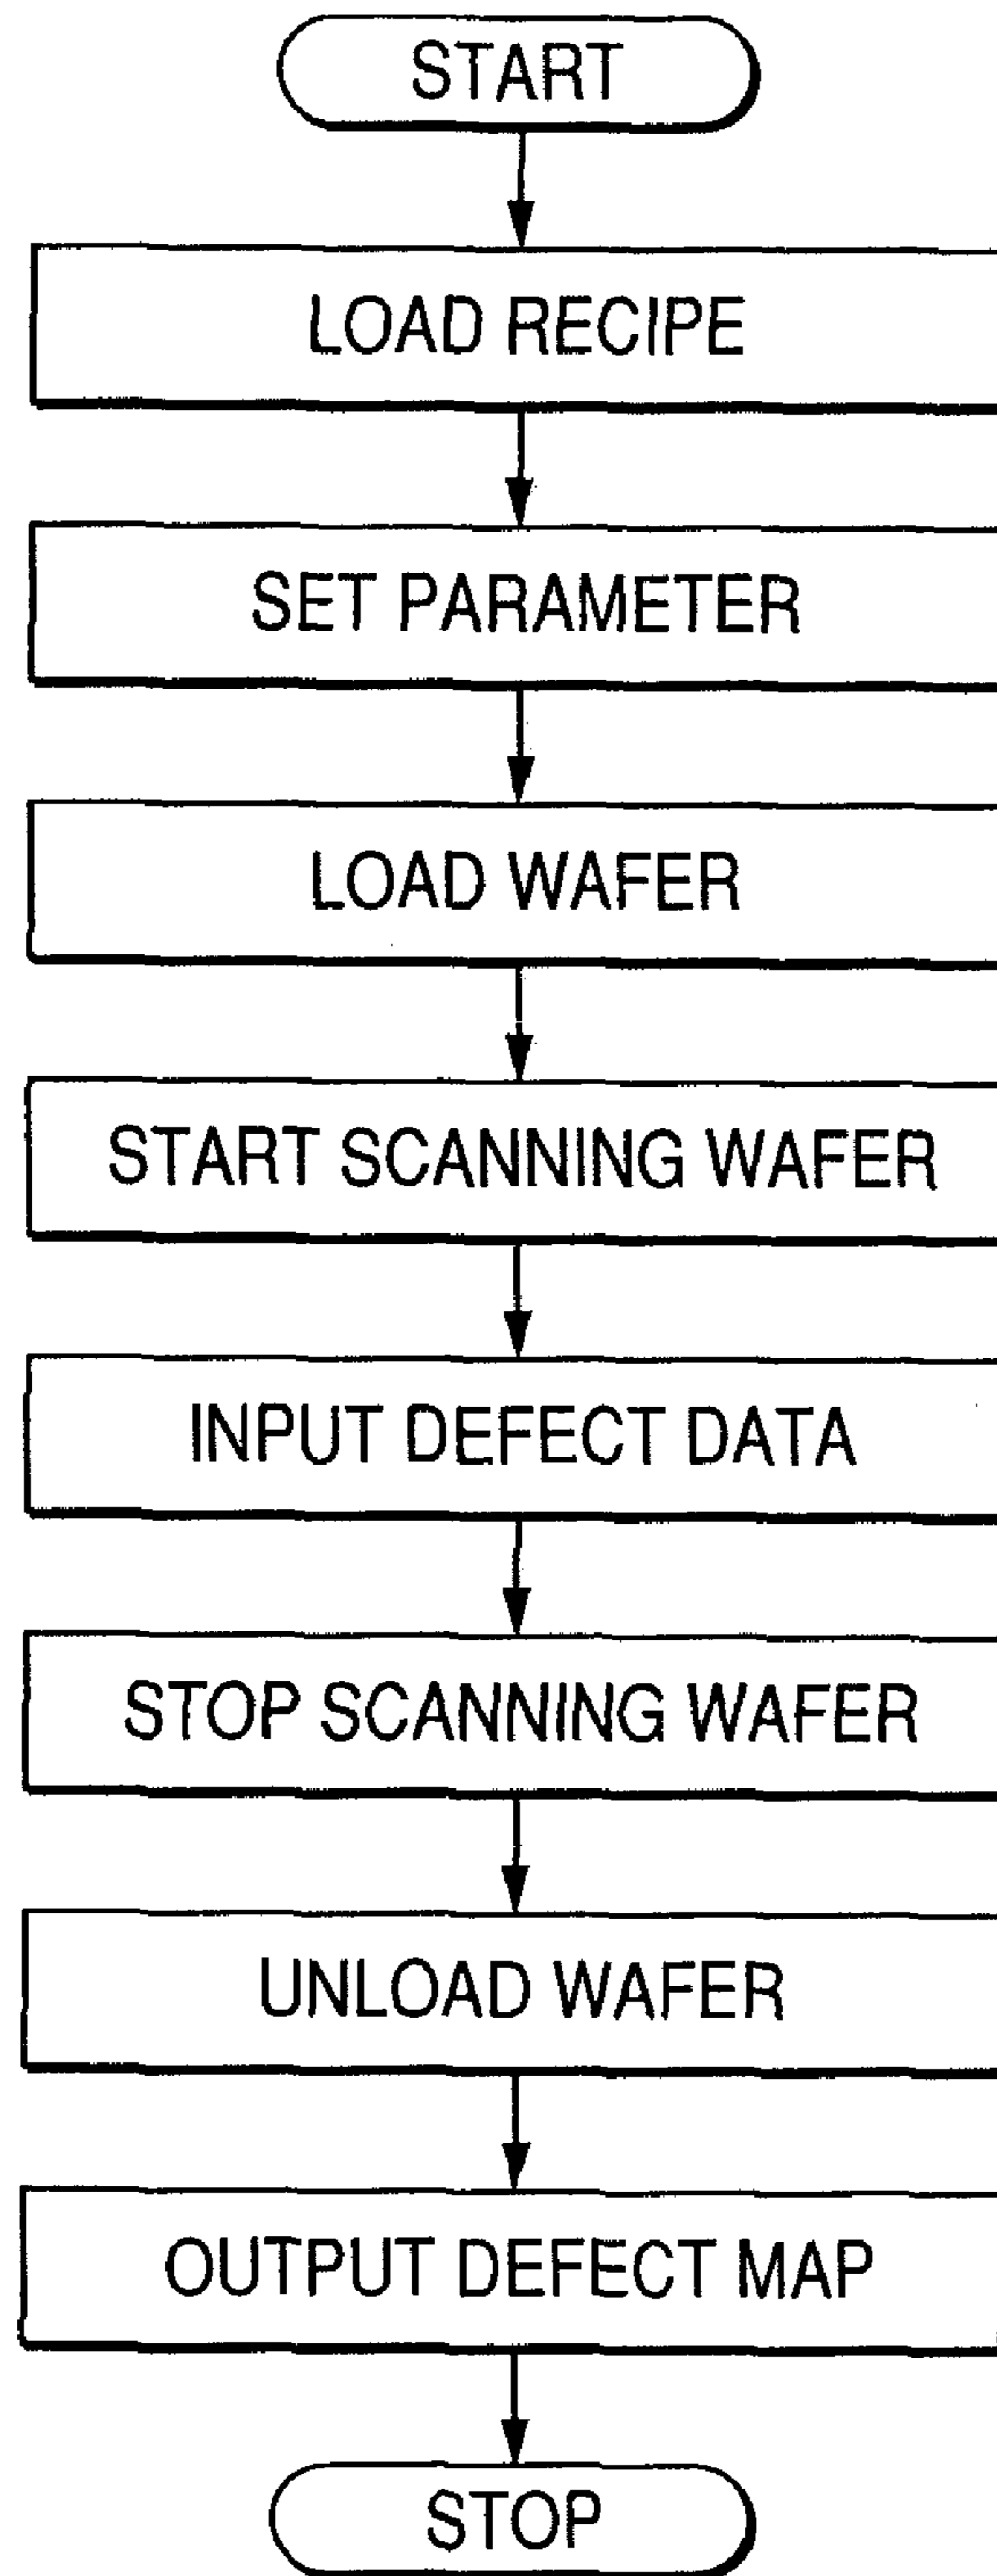 START
LOAD RECIPE
SET PARAMETER
LOAD WAFER
START SCANNING WAFER
INPUT DEFECT DATA
STOP SCANNING WAFER
UNLOAD WAFER
OUTPUT DEFECT MAP
STOP